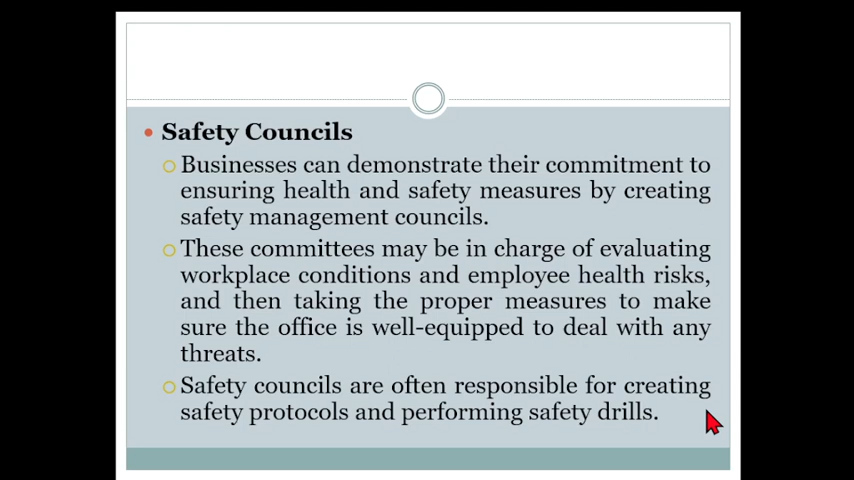 Safety Councils
Businesses can demonstrate their commitment to
ensuring health and safety measures by creating
safety management councils.
These committees may be in charge of evaluating
workplace conditions and employee health risks,
and then taking the proper measures to make
sure the office is well-equipped to deal with any
threats.
Safety councils are often responsible for creating
safety protocols and performing safety drills.